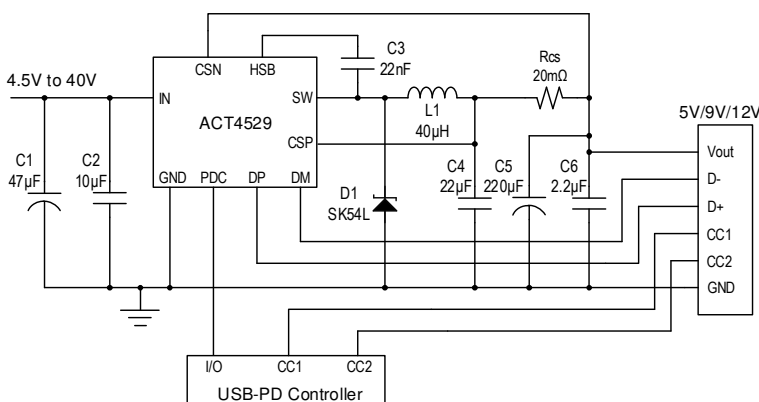 CSN HSB C3
22nF
Rcs
20mΩ
4.5V to 40V
IN SW
L1
40µH
ACT4529
CSP
5V/9V/12V
C1
47µF
C2
10µF
GND PDC DP DM
D1
SK54L
C4
22µF
C5
220µF
C6
2.2µF
Vout
D-
D+
CC1
CC2
GND
I/O CC1 CC2
USB-PD Controller